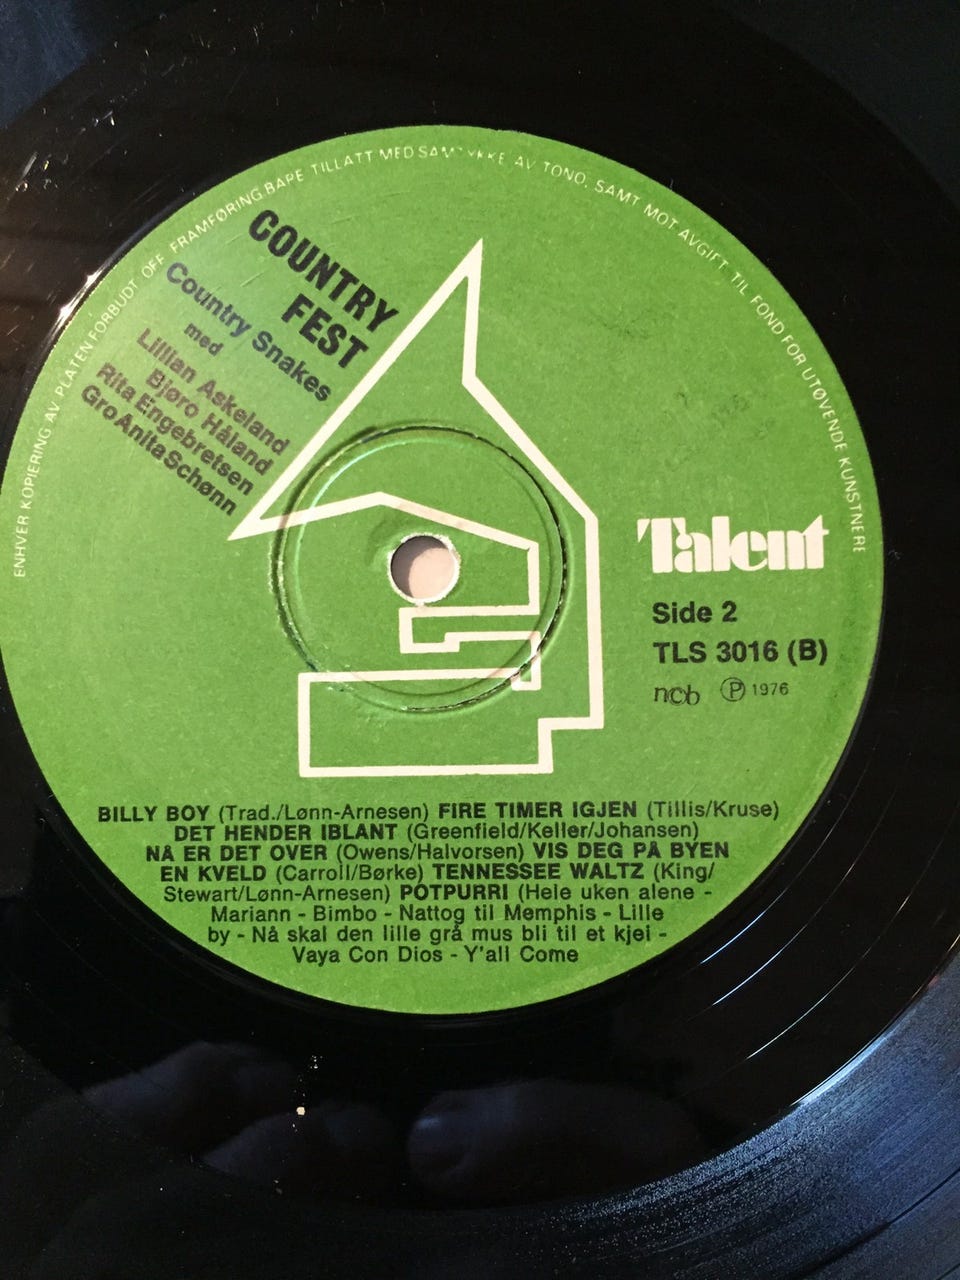 ENHVER KOPIERING AV PLATEN FORBUDT OFF. FRAMFØRING BARE TILLATT MED SAMTYKKE AV TONO, SAMT MOT AVGIFT TIL FOND FOR UTØVENDE KUNSTNERE
COUNTRY
FEST
Country Snakes
med
Lillian Askeland
Bjøro Håland
Rita Engebretsen
Gro Anita Schønn
Talent
Side 2
TLS 3016 (B)
ncb Ⓟ 1976
BILLY BOY (Trad./Lønn-Arnesen) FIRE TIMER IGJEN (Tillis/Kruse)
DET HENDER IBLANT (Greenfield/Keller/Johansen)
NÅ ER DET OVER (Owens/Halvorsen) VIS DEG PÅ BYEN
EN KVELD (Carroll/Børke) TENNESSEE WALTZ (King/
Stewart/Lønn-Arnesen) POTPURRI (Hele uken alene -
Mariann - Bimbo - Nattog til Memphis - Lille
by - Nå skal den lille grå mus bli til et kjei -
Vaya Con Dios - Y'all Come